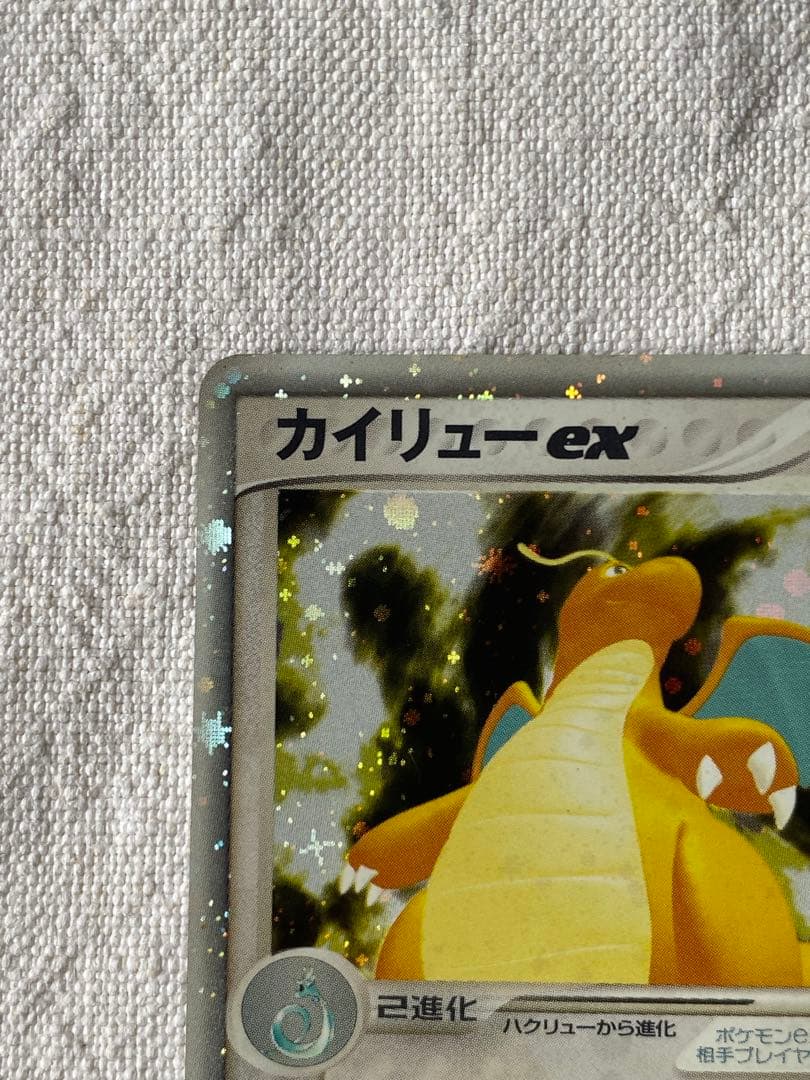 カイリューex
2進化
ハクリューから進化
ポケモンe
相手プレイヤ